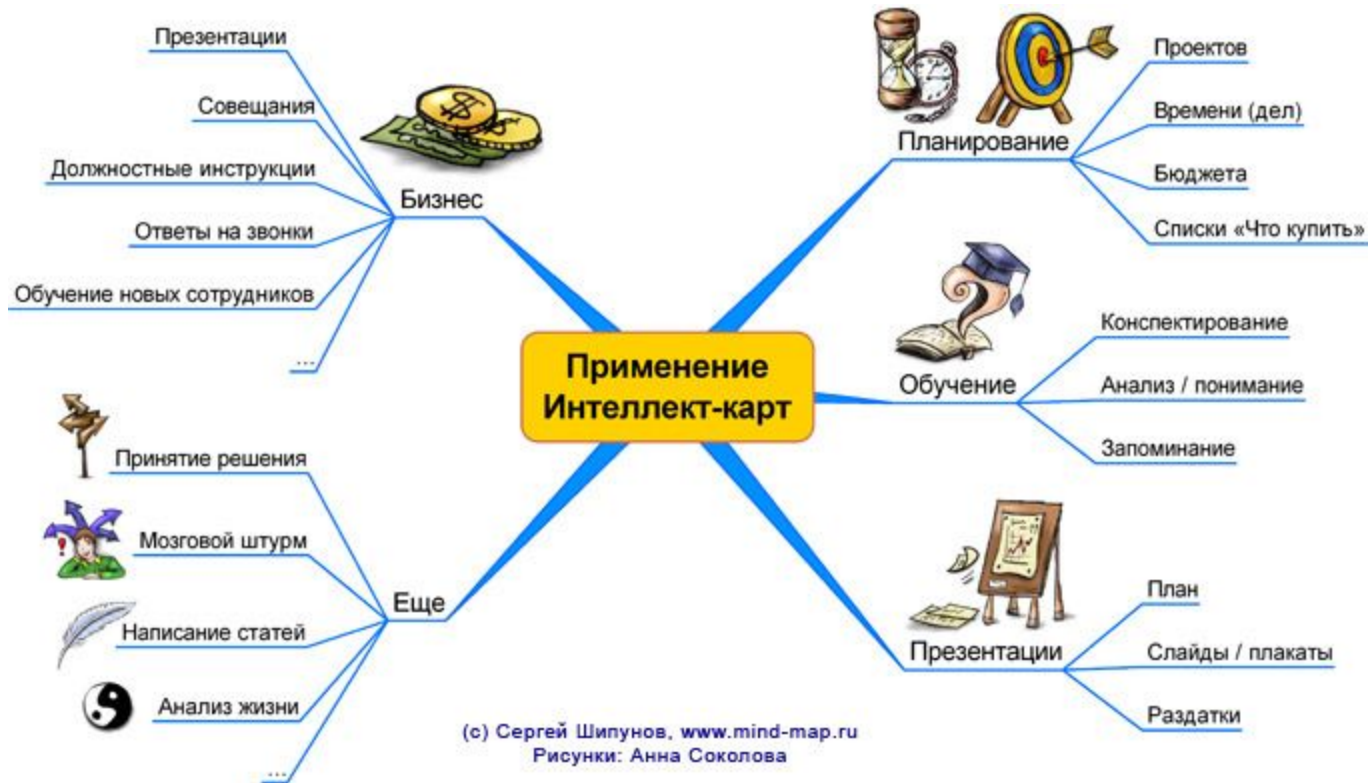 Применение
Интеллект-карт
Планирование
Проектов
Времени (дел)
Бюджета
Списки «Что купить»
Обучение
Конспектирование
Анализ / понимание
Запоминание
Презентации
План
Слайды / плакаты
Раздатки
Бизнес
Презентации
Совещания
Должностные инструкции
Ответы на звонки
Обучение новых сотрудников
...
Еще
Принятие решения
Мозговой штурм
Написание статей
Анализ жизни
...
(c) Сергей Шипунов, www.mind-map.ru
Рисунки: Анна Соколова